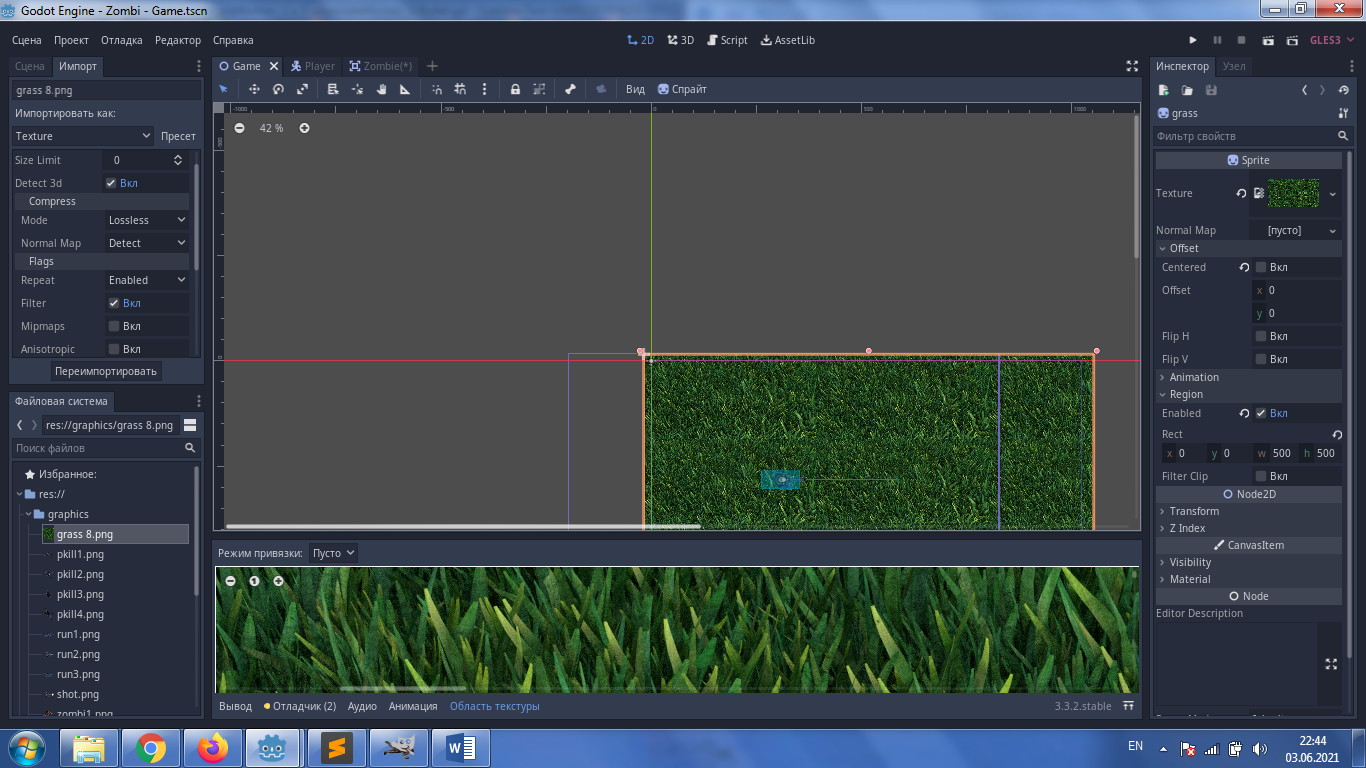 Godot Engine - Zombi - Game.tscn
Сцена Проект Отладка Редактор Справка
2D 3D Script AssetLib
GLES3
Сцена Импорт
grass 8.png
Импортировать как:
Texture Пресет
Size Limit 0
Detect 3d Вкл
Compress
Mode Lossless
Normal Map Detect
Flags
Repeat Enabled
Filter Вкл
Mipmaps Вкл
Anisotropic Вкл
Переимпортировать
Файловая система
res://graphics/grass 8.png
Поиск файлов
Избранное:
res://
graphics
grass 8.png
pkill1.png
pkill2.png
pkill3.png
pkill4.png
run1.png
run2.png
run3.png
shot.png
zombi1.png
Game Player Zombie(*)
Вид Спрайт
-1000 -500 0 500 1000
42 %
Режим привязки: Пусто
Вывод Отладчик (2) Аудио Анимация Область текстуры 3.3.2.stable
Инспектор Узел
grass
Фильтр свойств
Sprite
Texture
Normal Map [пусто]
Offset
Centered Вкл
Offset x 0
y 0
Flip H Вкл
Flip V Вкл
Animation
Region
Enabled Вкл
Rect
x 0 y 0 w 500 h 500
Filter Clip Вкл
Node2D
Transform
Z Index
CanvasItem
Visibility
Material
Node
Editor Description
EN
22:44
03.06.2021